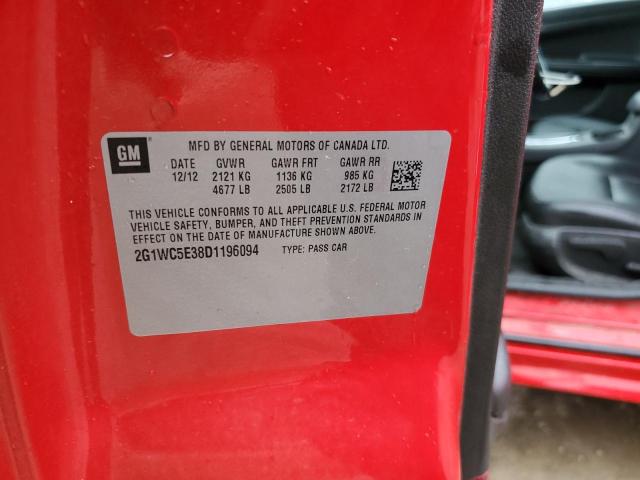 GM
MFD BY GENERAL MOTORS OF CANADA LTD.
DATE GVWR GAWR FRT GAWR RR
12/12 2121 KG 1136 KG 985 KG
4677 LB 2505 LB 2172 LB
THIS VEHICLE CONFORMS TO ALL APPLICABLE U.S. FEDERAL MOTOR
VEHICLE SAFETY, BUMPER, AND THEFT PREVENTION STANDARDS IN
EFFECT ON THE DATE OF MANUFACTURE SHOWN ABOVE.
2G1WC5E38D1196094 TYPE: PASS CAR